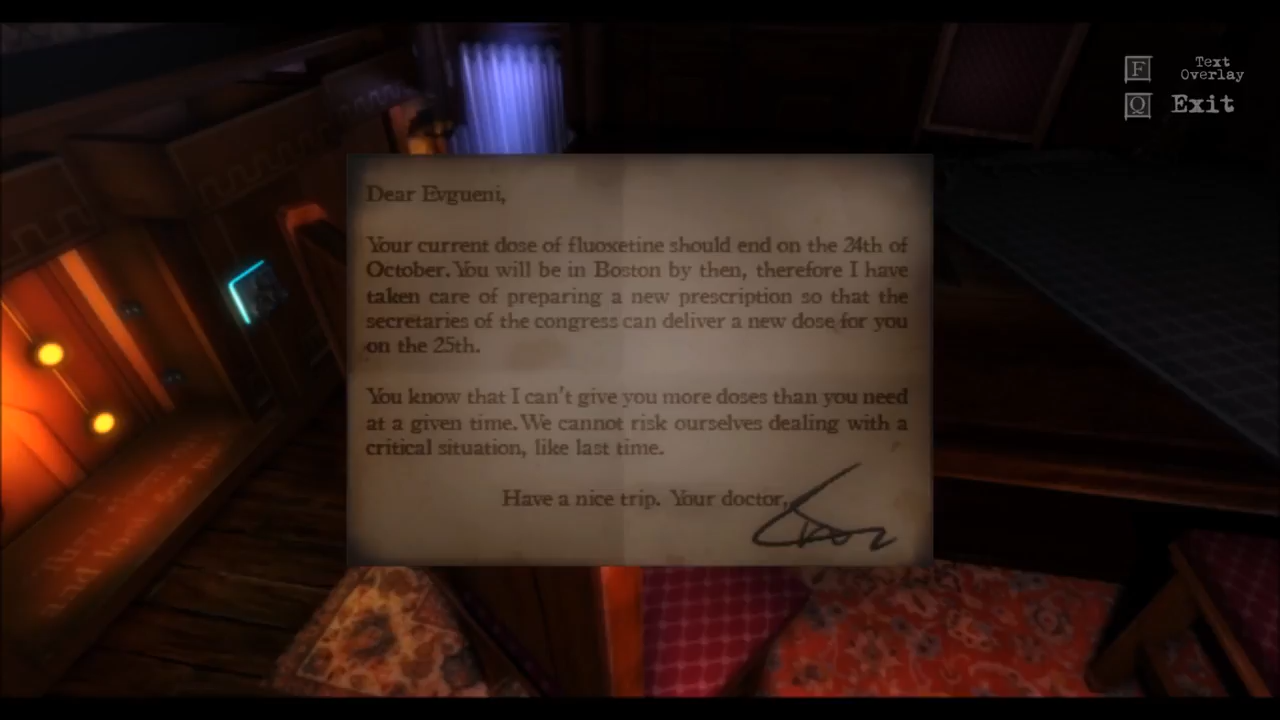 F Text
Overlay
Q Exit
Dear Evgueni,
Your current dose of fluoxetine should end on the 24th of
October. You will be in Boston by then, therefore I have
taken care of preparing a new prescription so that the
secretaries of the congress can deliver a new dose for you
on the 25th.
You know that I can't give you more doses than you need
at a given time. We cannot risk ourselves dealing with a
critical situation, like last time.
Have a nice trip. Your doctor,